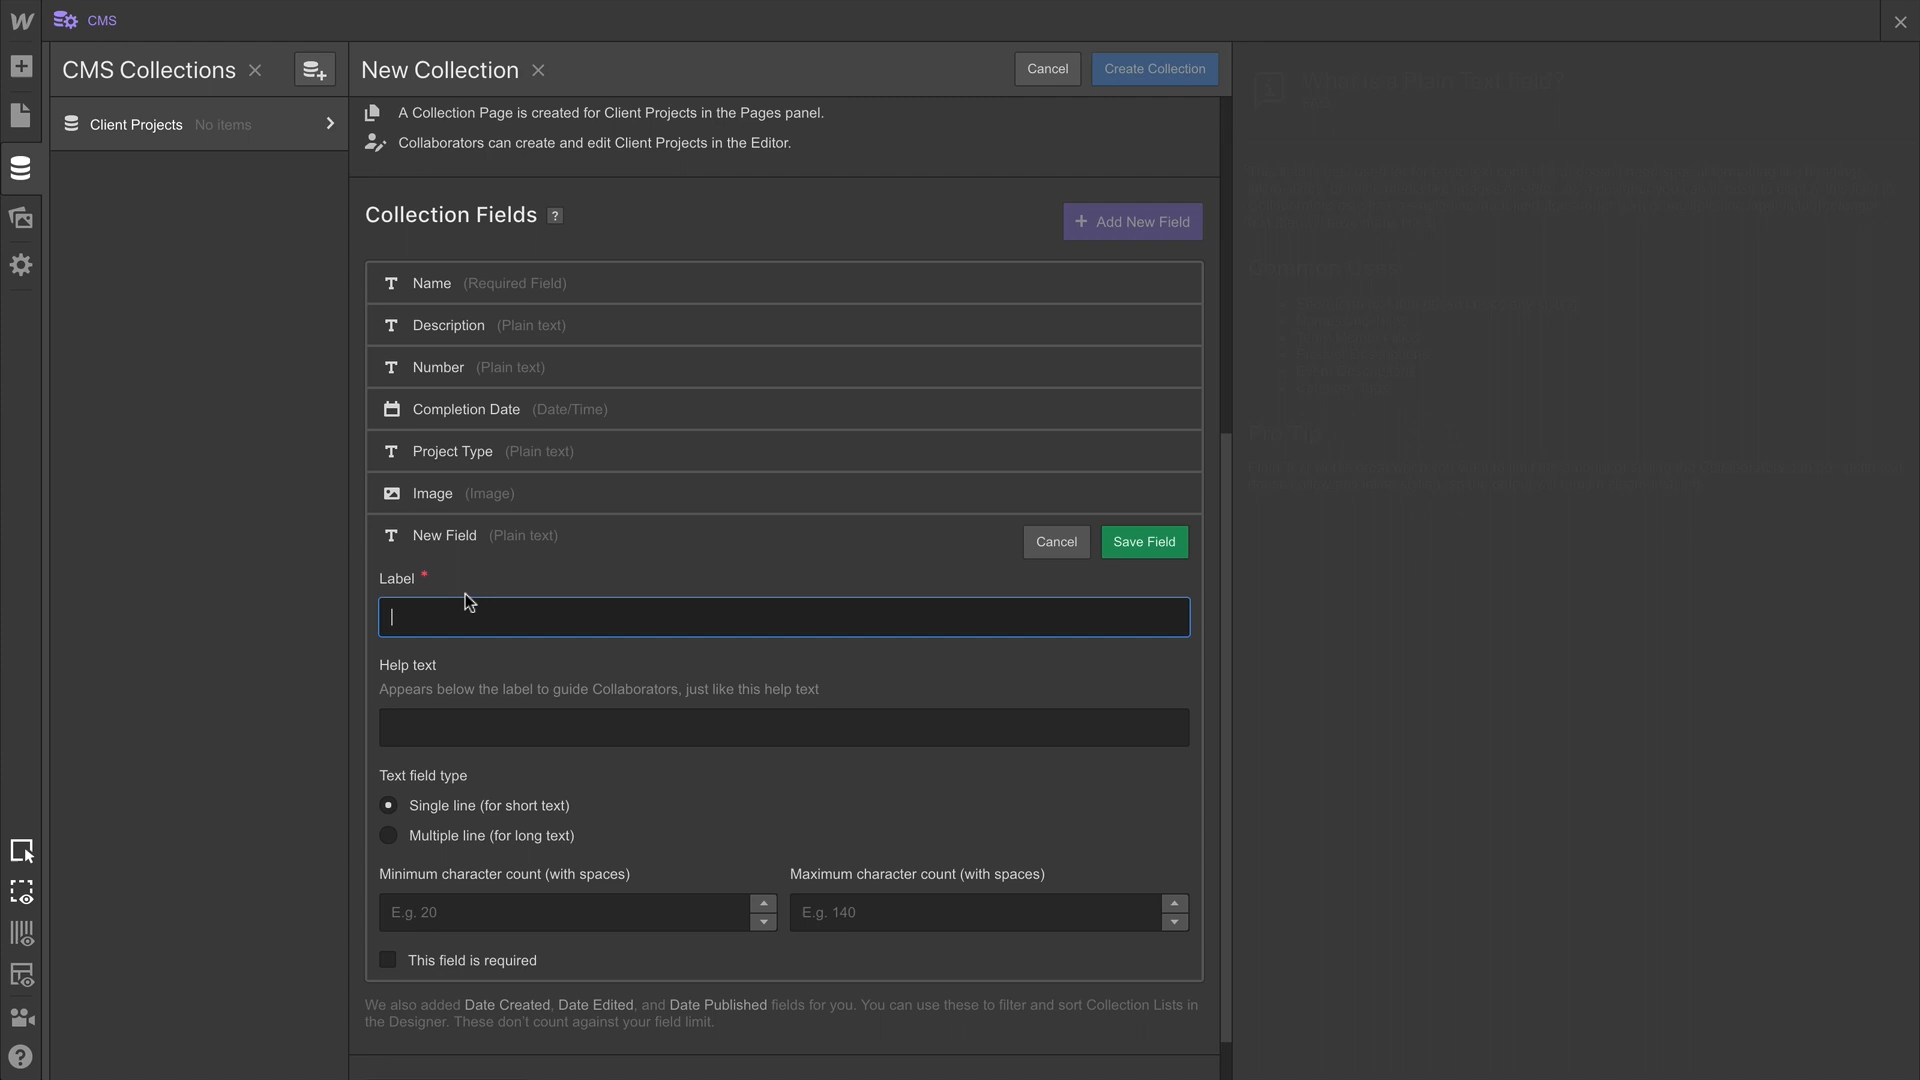 CMS
CMS Collections
New Collection
Cancel
Create Collection
Client Projects No items
A Collection Page is created for Client Projects in the Pages panel.
Collaborators can create and edit Client Projects in the Editor.
Collection Fields ?
+ Add New Field
Name (Required Field)
Description (Plain text)
Number (Plain text)
Completion Date (Date/Time)
Project Type (Plain text)
Image (Image)
New Field (Plain text)
Cancel
Save Field
Label *
Help text
Appears below the label to guide Collaborators, just like this help text
Text field type
Single line (for short text)
Multiple line (for long text)
Minimum character count (with spaces)
Maximum character count (with spaces)
E.g. 20
E.g. 140
This field is required
We also added Date Created, Date Edited, and Date Published fields for you. You can use these to filter and sort Collection Lists in
the Designer. These don't count against your field limit.